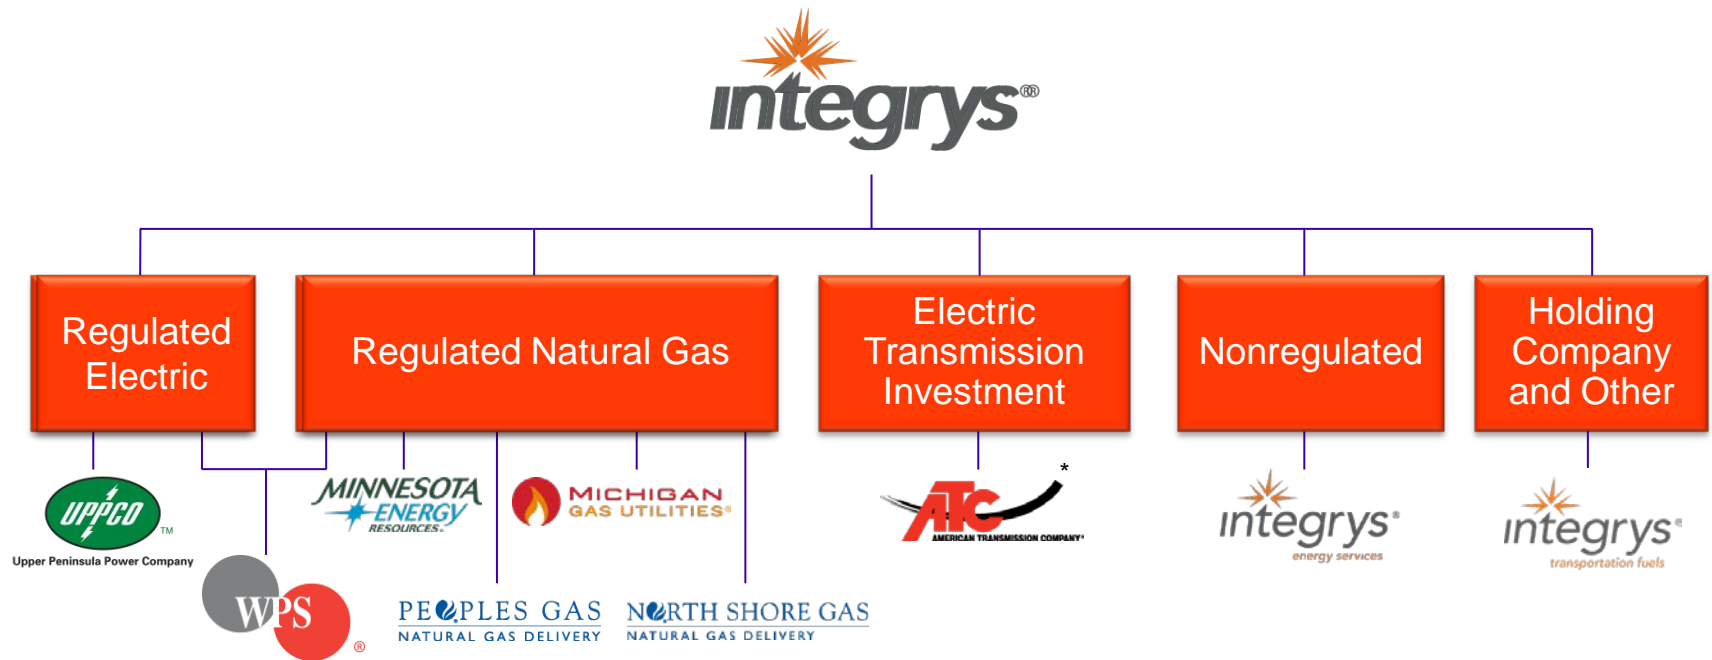 integrys®®
Regulated
Electric
Regulated Natural Gas
Electric
Transmission
Investment
Nonregulated
Holding
Company
and Other
UPPCO
TM
Upper Peninsula Power Company
MINNESOTA
ENERGY
RESOURCES
MICHIGAN
GAS UTILITIES®
ATC
*
AMERICAN TRANSMISSION COMPANY®
integrys®
energy services
integrys®
transportation fuels
WPS
®
PEOPLES GAS
NATURAL GAS DELIVERY
NORTH SHORE GAS
NATURAL GAS DELIVERY